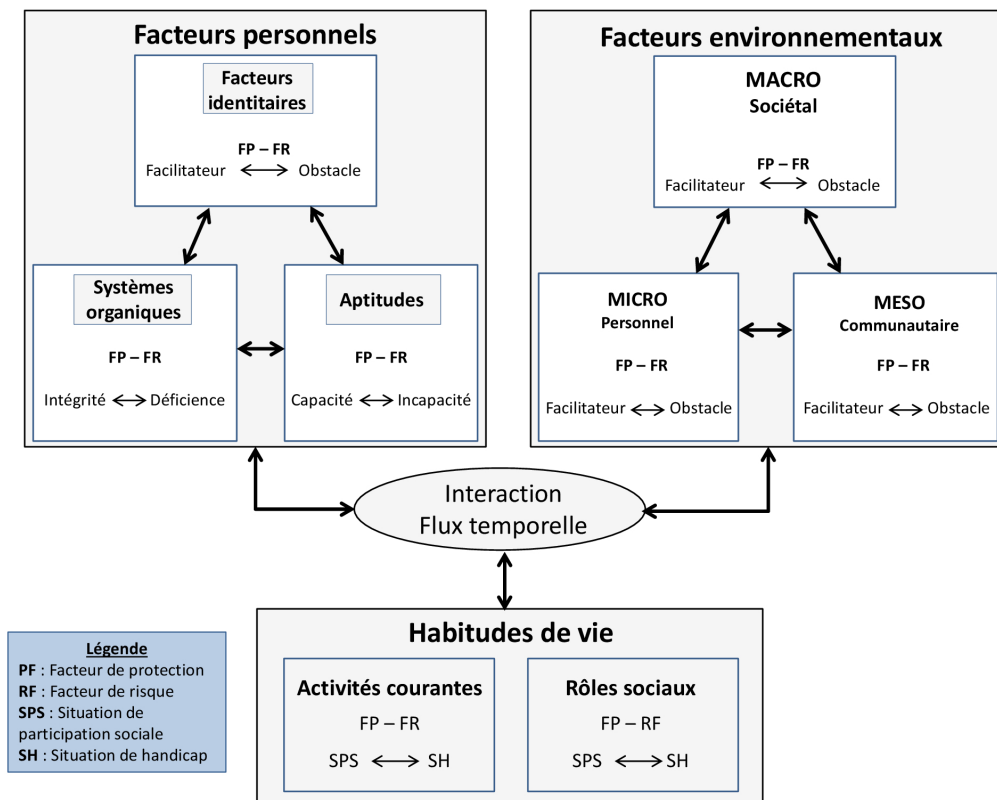 Facteurs personnels
Facteurs
identitaires
FP – FR
Facilitateur Obstacle
Systèmes
organiques
FP – FR
Intégrité Déficience
Aptitudes
FP – FR
Capacité Incapacité
Facteurs environnementaux
MACRO
Sociétal
FP – FR
Facilitateur Obstacle
MICRO
Personnel
FP – FR
Facilitateur Obstacle
MESO
Communautaire
FP – FR
Facilitateur Obstacle
Interaction
Flux temporelle
Habitudes de vie
Activités courantes
FP – FR
SPS SH
Rôles sociaux
FP – RF
SPS SH
Légende
PF : Facteur de protection
RF : Facteur de risque
SPS : Situation de
participation sociale
SH : Situation de handicap